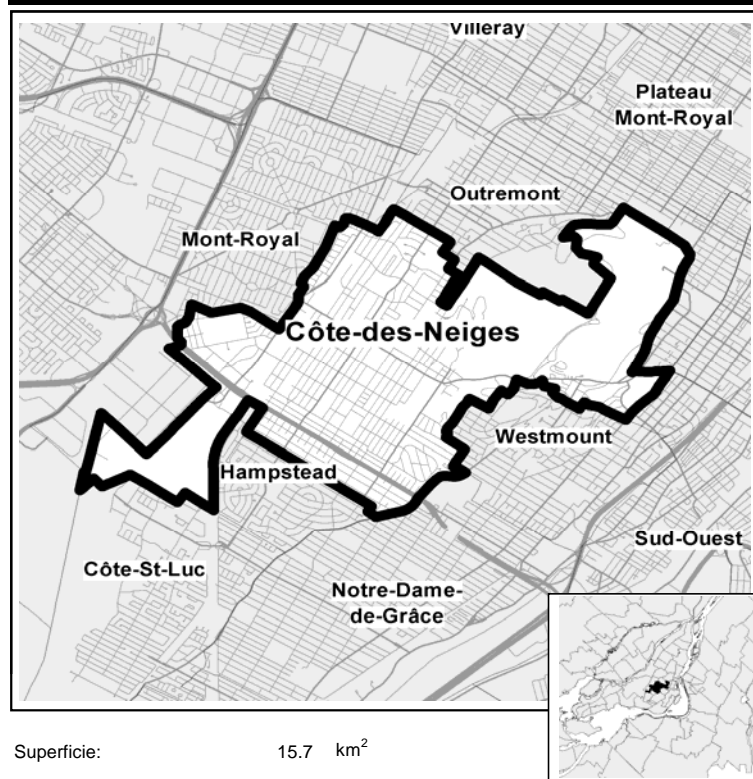 Villeray
Plateau
Mont-Royal
Outremont
Mont-Royal
Côte-des-Neiges
Westmount
Hampstead
Sud-Ouest
Côte-St-Luc
Notre-Dame-
de-Grâce
Superficie: 15.7 km²